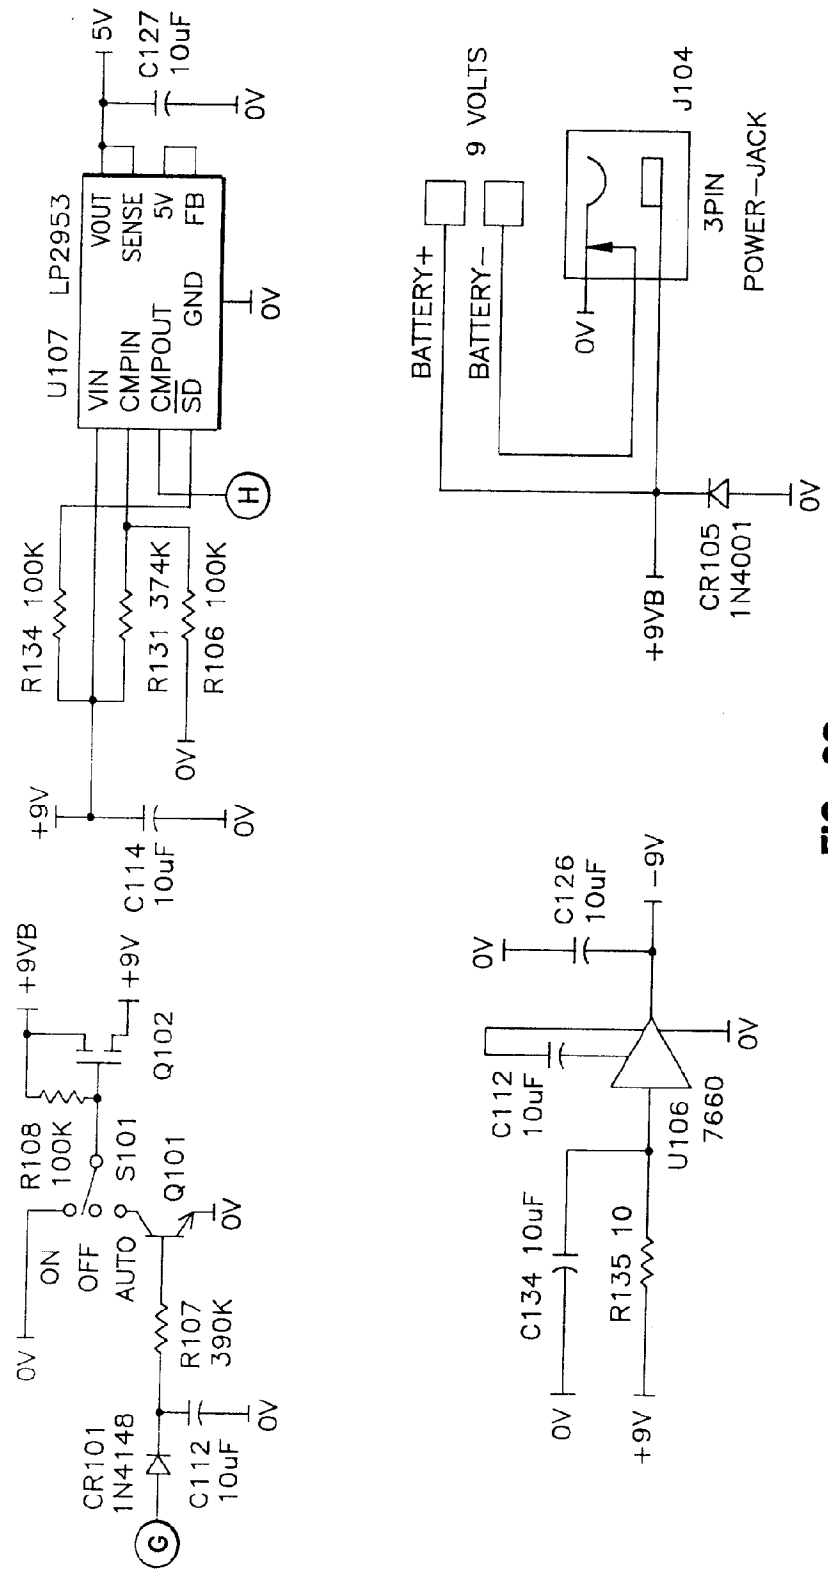 G
CR101
1N4148
C112
10uF
0V
R107
390K
0V
ON
OFF
AUTO
S101
Q101
0V
R108
100K
+9VB
+9V
Q102
+9V
C114
10uF
0V
R134 100K
R131 374K
R106 100K
0V
H
U107 LP2953
VIN
CMPIN
CMPOUT
SD
VOUT
SENSE
5V
FB
GND
0V
5V
C127
10uF
0V
0V
C134 10uF
+9V
R135 10
U106
7660
C112
10uF
0V
C126
10uF
0V
-9V
+9VB
CR105
1N4001
0V
BATTERY+
BATTERY-
9 VOLTS
0V
3PIN
POWER-JACK
J104